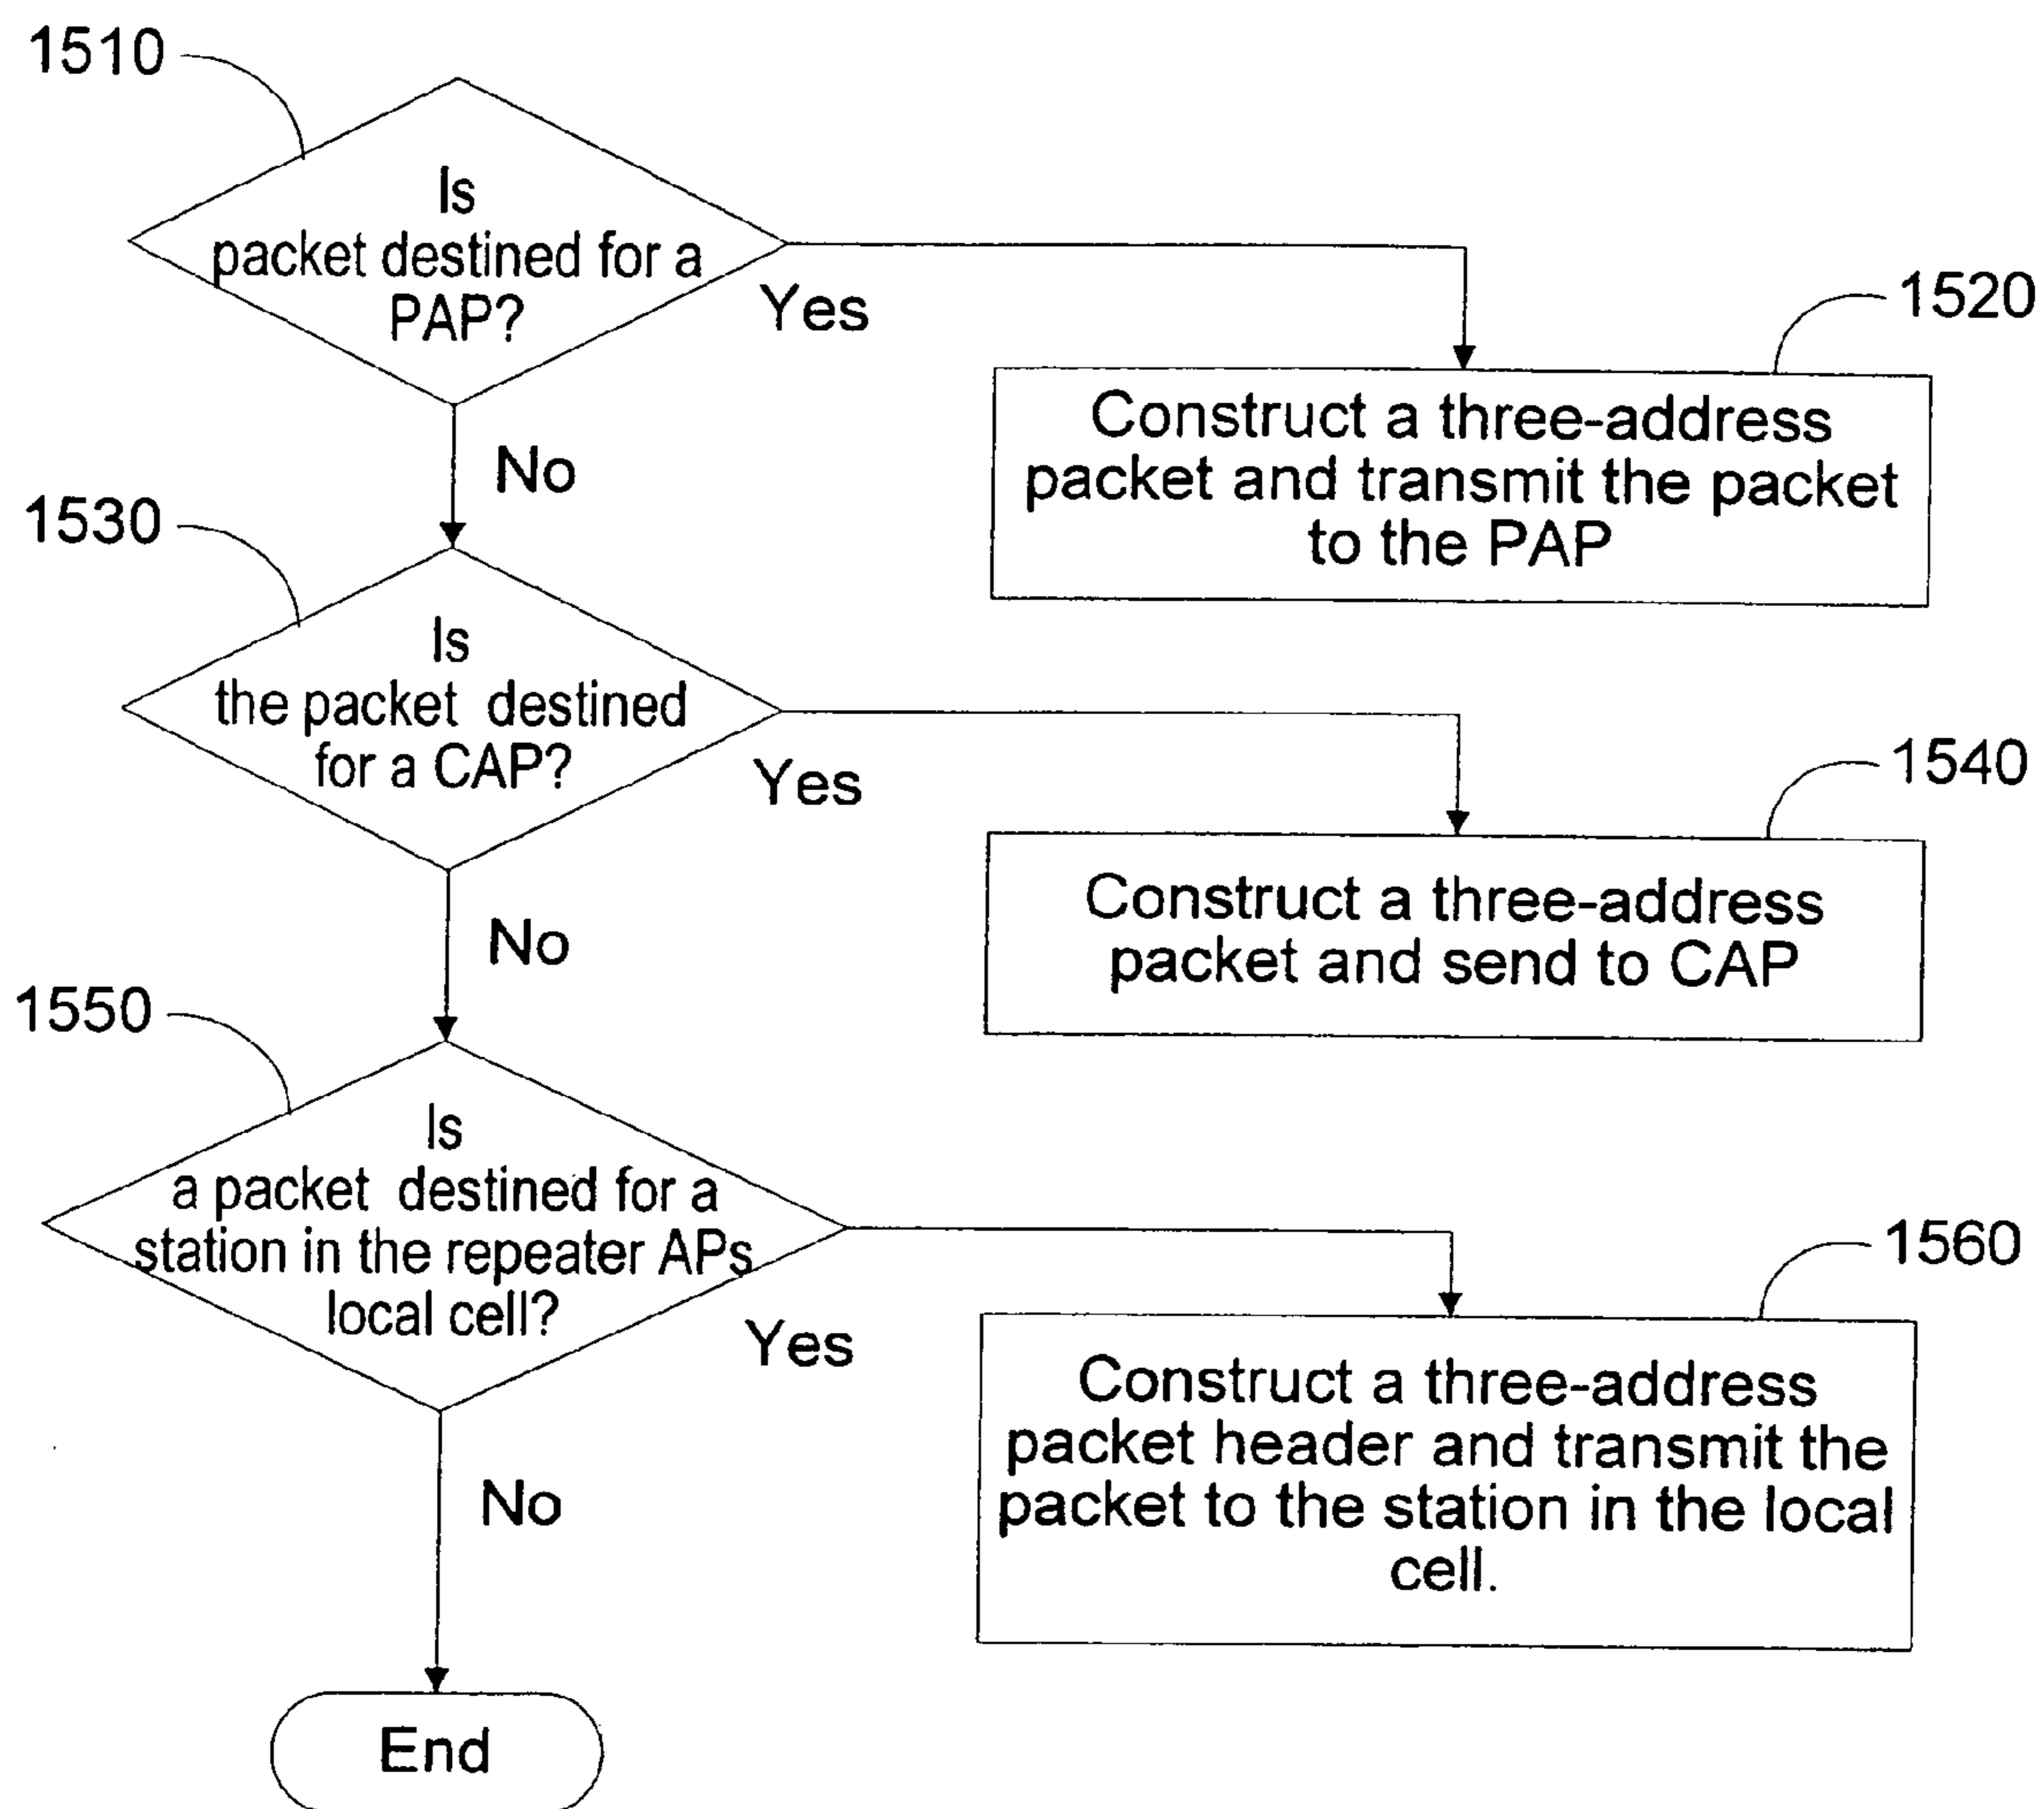 1510
Is
packet destined for a
PAP?
Yes
1520
Construct a three-address
packet and transmit the packet
to the PAP
No
1530
Is
the packet destined
for a CAP?
Yes
1540
Construct a three-address
packet and send to CAP
No
1550
Is
a packet destined for a
station in the repeater APs
local cell?
Yes
1560
Construct a three-address
packet header and transmit the
packet to the station in the local
cell.
No
End